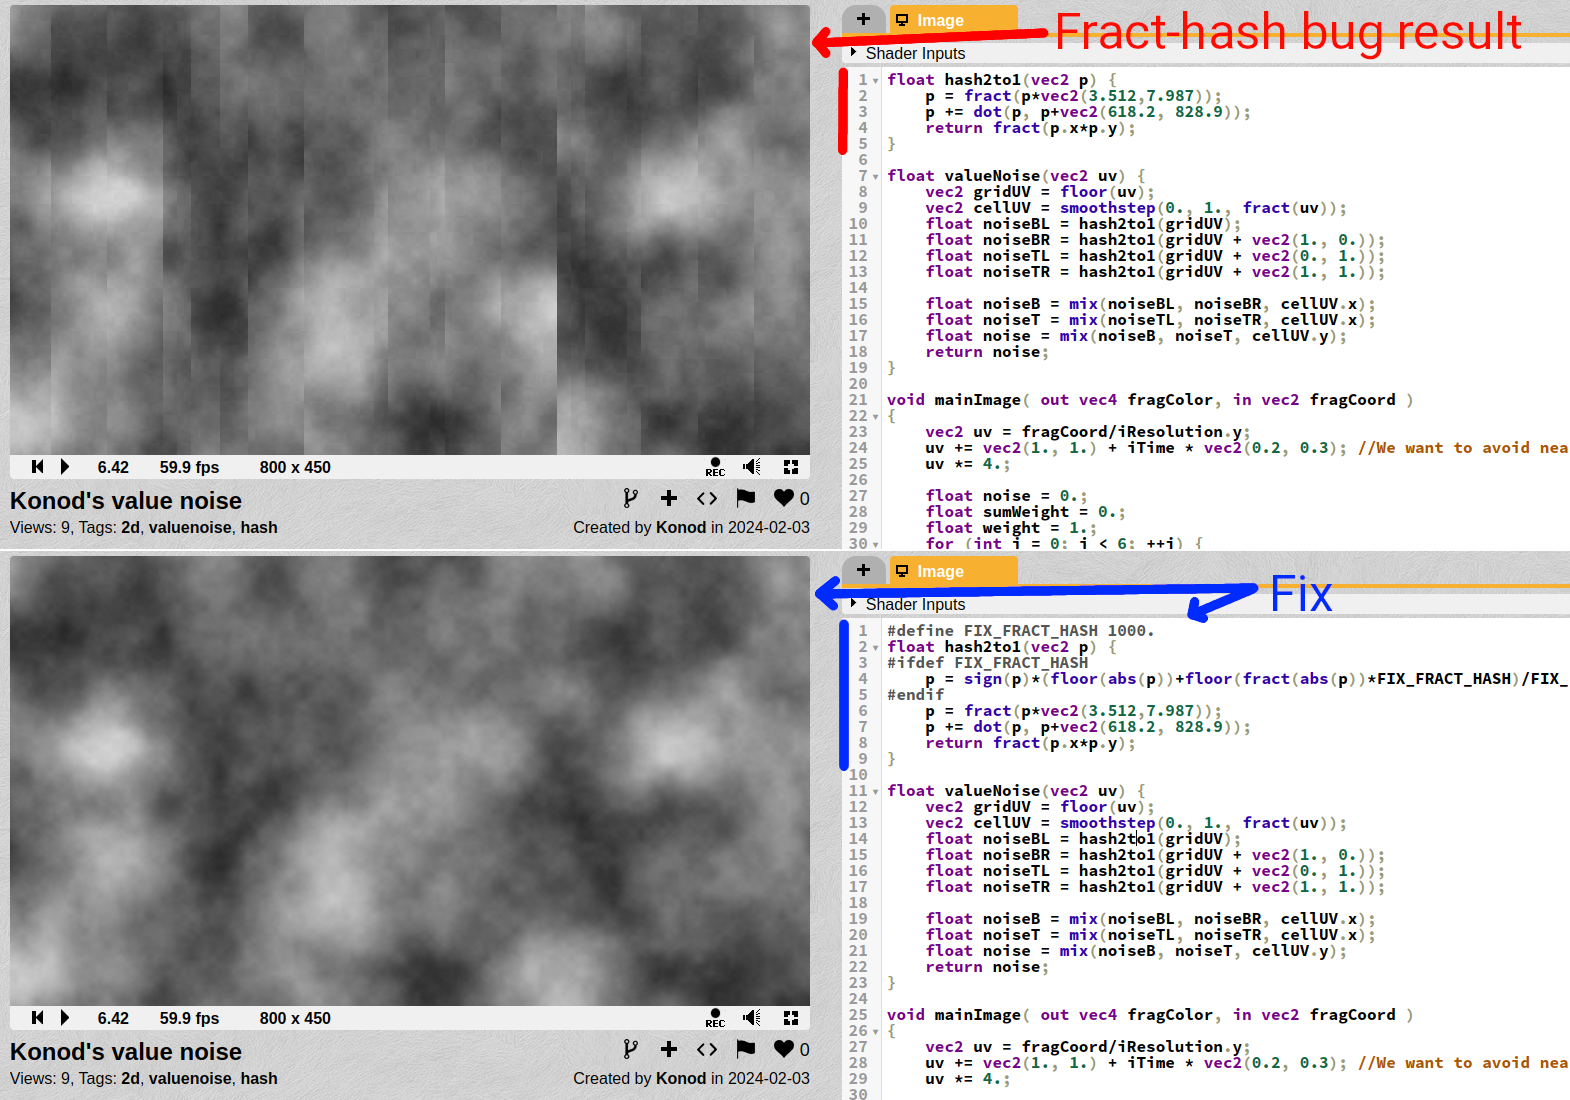 + Image
Fract-hash bug result
Shader Inputs
1 float hash2to1(vec2 p) {
2 p = fract(p*vec2(3.512,7.987));
3 p += dot(p, p+vec2(618.2, 828.9));
4 return fract(p.x*p.y);
5 }
6
7 float valueNoise(vec2 uv) {
8 vec2 gridUV = floor(uv);
9 vec2 cellUV = smoothstep(0., 1., fract(uv));
10 float noiseBL = hash2to1(gridUV);
11 float noiseBR = hash2to1(gridUV + vec2(1., 0.));
12 float noiseTL = hash2to1(gridUV + vec2(0., 1.));
13 float noiseTR = hash2to1(gridUV + vec2(1., 1.));
14
15 float noiseB = mix(noiseBL, noiseBR, cellUV.x);
16 float noiseT = mix(noiseTL, noiseTR, cellUV.x);
17 float noise = mix(noiseB, noiseT, cellUV.y);
18 return noise;
19 }
20
21 void mainImage( out vec4 fragColor, in vec2 fragCoord )
22 {
23 vec2 uv = fragCoord/iResolution.y;
24 uv += vec2(1., 1.) + iTime * vec2(0.2, 0.3); //We want to avoid nea
25 uv *= 4.;
26
27 float noise = 0.;
28 float sumWeight = 0.;
29 float weight = 1.;
30 for (int i = 0; i < 6; ++i) {
6.42 59.9 fps 800 x 450 REC
Konod's value noise 0
Views: 9, Tags: 2d, valuenoise, hash Created by Konod in 2024-02-03
+ Image
Fix
Shader Inputs
1 #define FIX_FRACT_HASH 1000.
2 float hash2to1(vec2 p) {
3 #ifdef FIX_FRACT_HASH
4 p = sign(p)*(floor(abs(p))+floor(fract(abs(p))*FIX_FRACT_HASH)/FIX_
5 #endif
6 p = fract(p*vec2(3.512,7.987));
7 p += dot(p, p+vec2(618.2, 828.9));
8 return fract(p.x*p.y);
9 }
10
11 float valueNoise(vec2 uv) {
12 vec2 gridUV = floor(uv);
13 vec2 cellUV = smoothstep(0., 1., fract(uv));
14 float noiseBL = hash2to1(gridUV);
15 float noiseBR = hash2to1(gridUV + vec2(1., 0.));
16 float noiseTL = hash2to1(gridUV + vec2(0., 1.));
17 float noiseTR = hash2to1(gridUV + vec2(1., 1.));
18
19 float noiseB = mix(noiseBL, noiseBR, cellUV.x);
20 float noiseT = mix(noiseTL, noiseTR, cellUV.x);
21 float noise = mix(noiseB, noiseT, cellUV.y);
22 return noise;
23 }
24
25 void mainImage( out vec4 fragColor, in vec2 fragCoord )
26 {
27 vec2 uv = fragCoord/iResolution.y;
28 uv += vec2(1., 1.) + iTime * vec2(0.2, 0.3); //We want to avoid nea
29 uv *= 4.;
30
6.42 59.9 fps 800 x 450 REC
Konod's value noise 0
Views: 9, Tags: 2d, valuenoise, hash Created by Konod in 2024-02-03